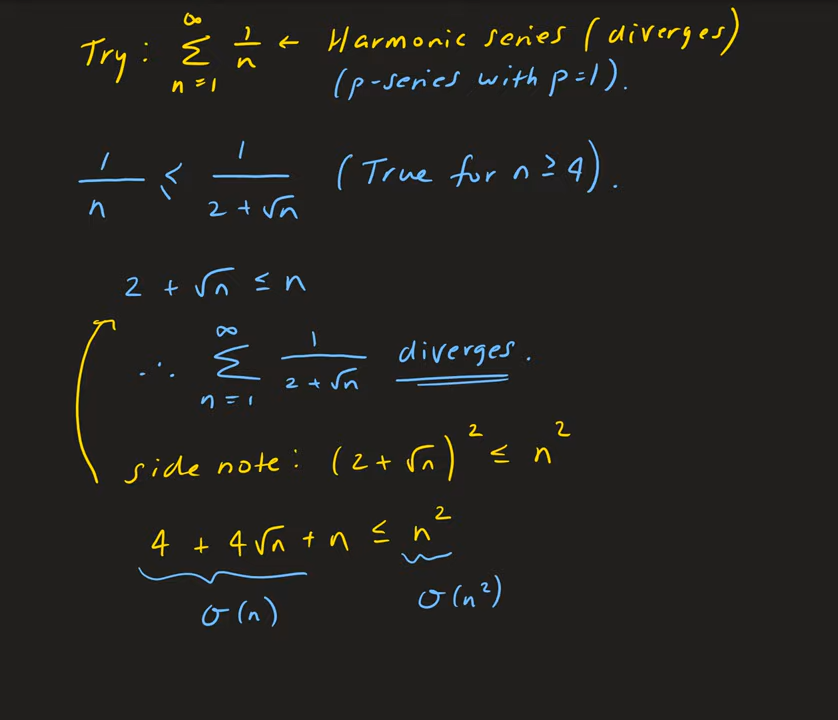 Try: ∞ Σ n=1 1/n ← Harmonic series (diverges)
(p-series with p=1).
1/n ≤ 1/(2 + √n) (True for n ≥ 4).
2 + √n ≤ n
∴ ∞ Σ n=1 1/(2 + √n) diverges.
side note: (2 + √n)² ≤ n²
4 + 4√n + n ≤ n²
σ(n) σ(n²)